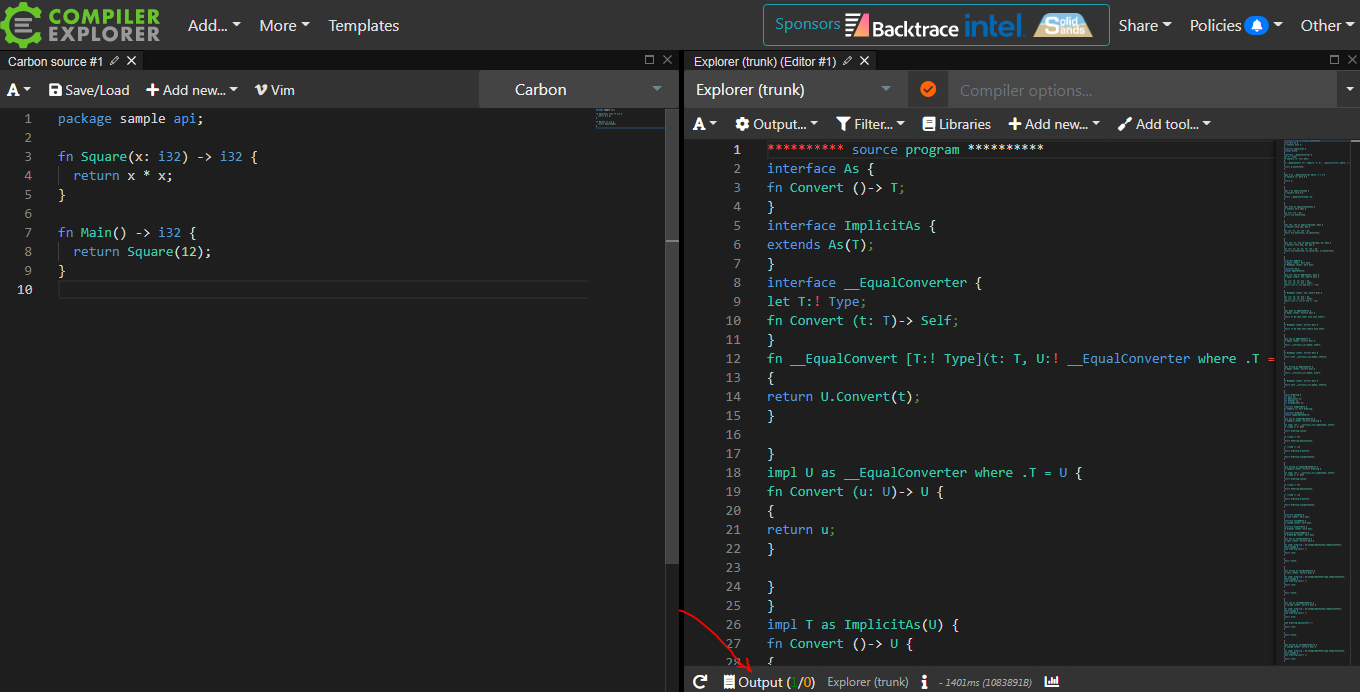 COMPILER
EXPLORER
Add... More Templates
Sponsors Backtrace intel. Solid Sands
Share Policies Other
Carbon source #1
A Save/Load Add new... Vim
Carbon
1 package sample api;
2
3 fn Square(x: i32) -> i32 {
4 return x * x;
5 }
6
7 fn Main() -> i32 {
8 return Square(12);
9 }
10
Explorer (trunk) (Editor #1)
Explorer (trunk)
Compiler options...
A Output... Filter... Libraries Add new... Add tool...
1 ********** source program **********
2 interface As {
3 fn Convert ()-> T;
4 }
5 interface ImplicitAs {
6 extends As(T);
7 }
8 interface __EqualConverter {
9 let T:! Type;
10 fn Convert (t: T)-> Self;
11 }
12 fn __EqualConvert [T:! Type](t: T, U:! __EqualConverter where .T =
13 {
14 return U.Convert(t);
15 }
16
17 }
18 impl U as __EqualConverter where .T = U {
19 fn Convert (u: U)-> U {
20 {
21 return u;
22 }
23
24 }
25 }
26 impl T as ImplicitAs(U) {
27 fn Convert ()-> U {
28 {
Output (1/0) Explorer (trunk) - 1401ms (1083891B)